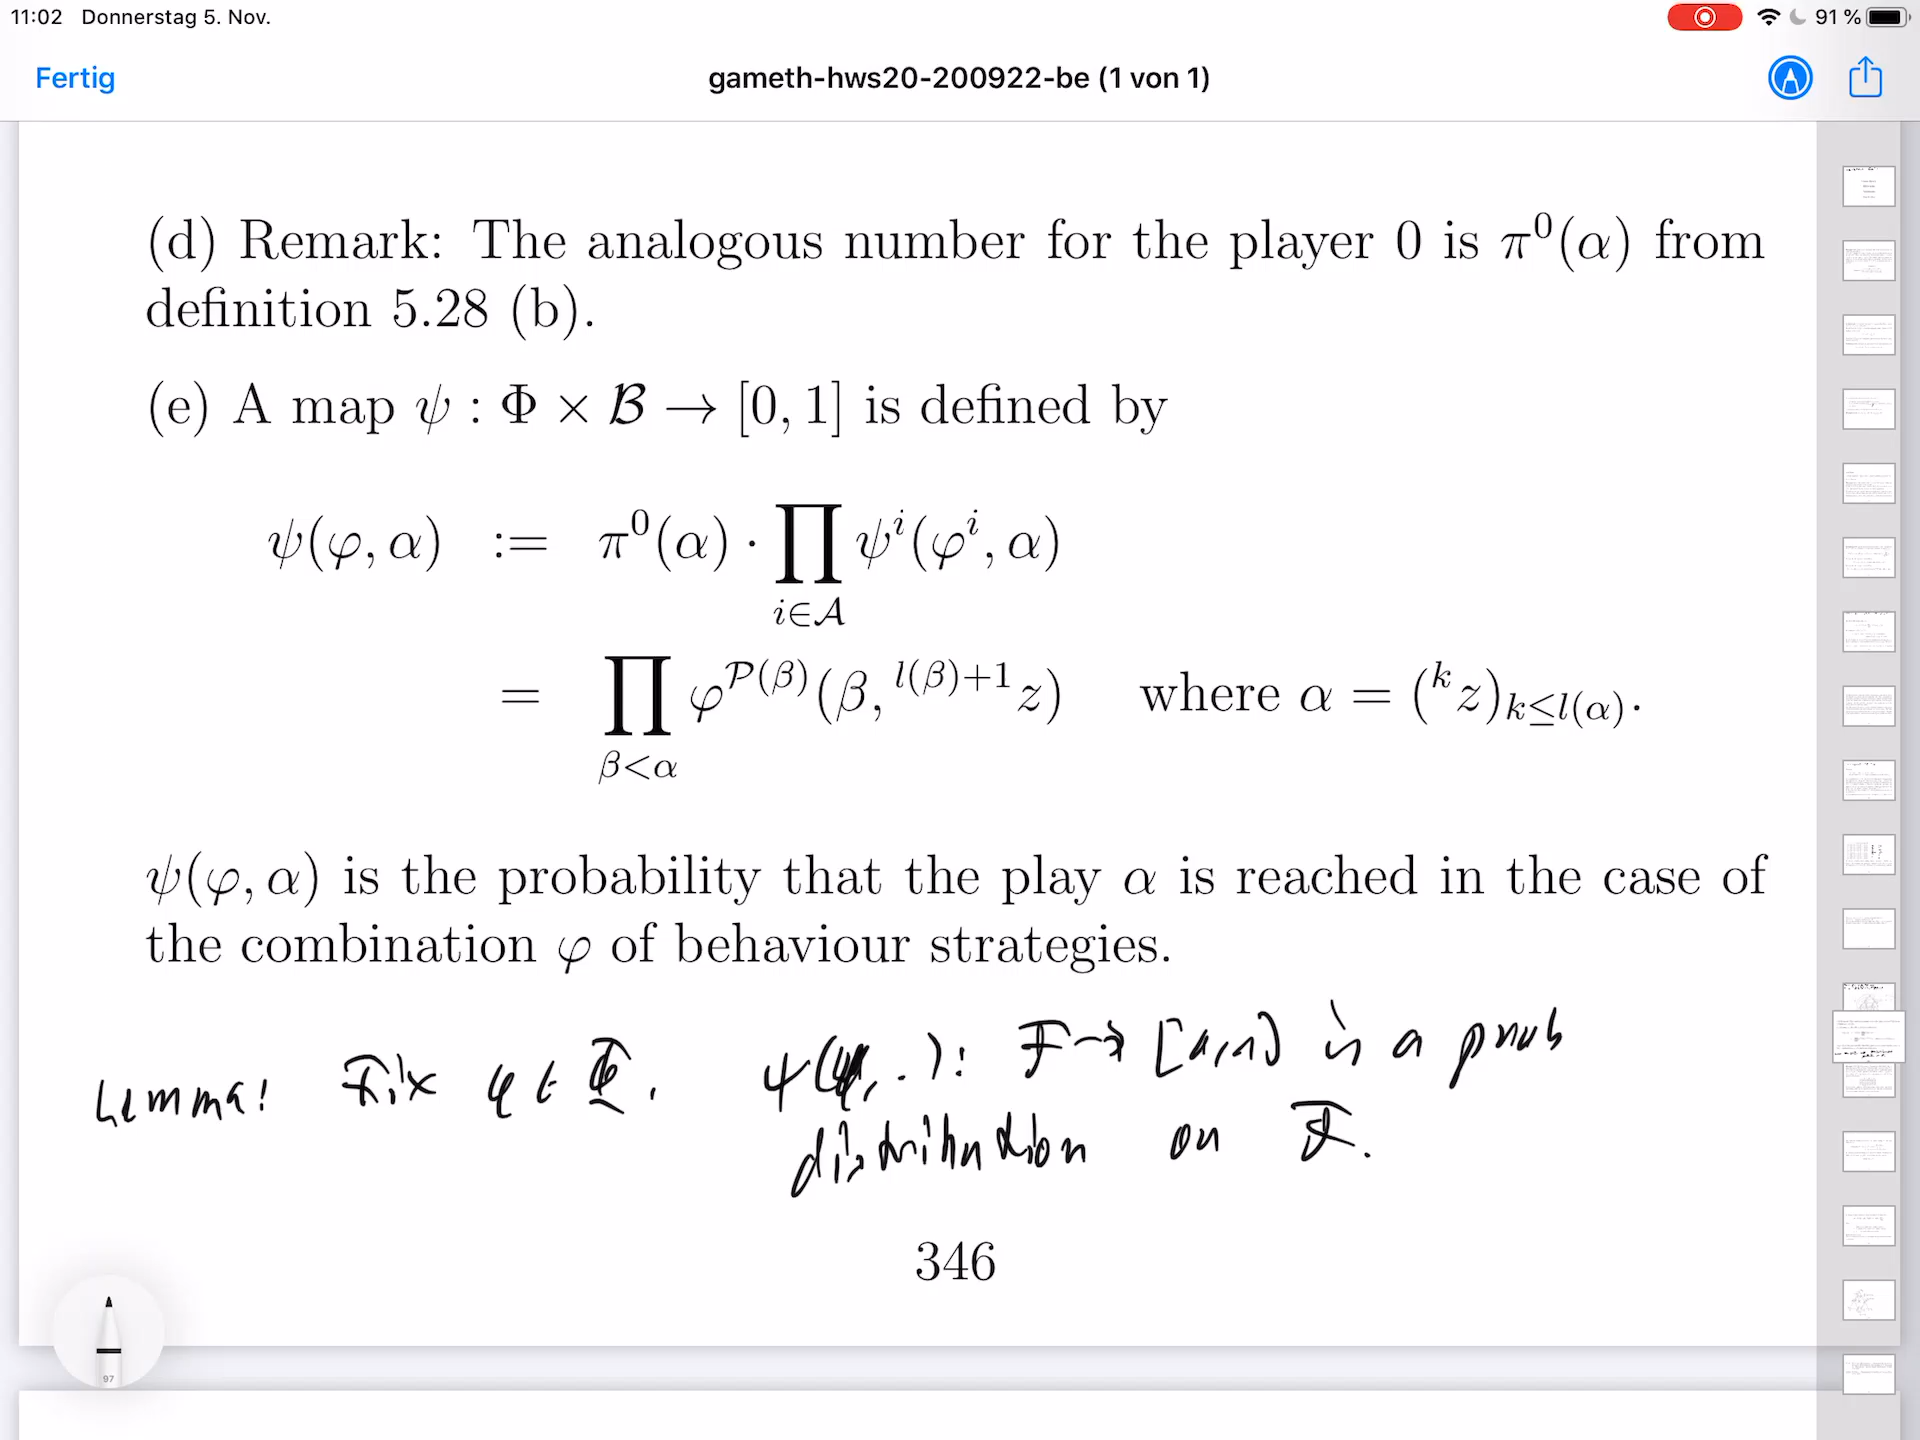 11:02 Donnerstag 5. Nov.
91 %
Fertig
gameth-hws20-200922-be (1 von 1)
(d) Remark: The analogous number for the player 0 is π⁰(α) from
definition 5.28 (b).
(e) A map ψ : Φ × ℬ → [0, 1] is defined by
ψ(φ, α) := π⁰(α) · ∏_{i∈𝒜} ψⁱ(φⁱ, α)
= ∏_{β<α} φ^{𝒫(β)}(β, ^{l(β)+1}z) where α = (^k z)_{k≤l(α)}.
ψ(φ, α) is the probability that the play α is reached in the case of
the combination φ of behaviour strategies.
Lemma: Fix φ ∈ Φ. ψ(φ, .): ℱ → [0,1] is a prob
distribution on ℱ.
346
97